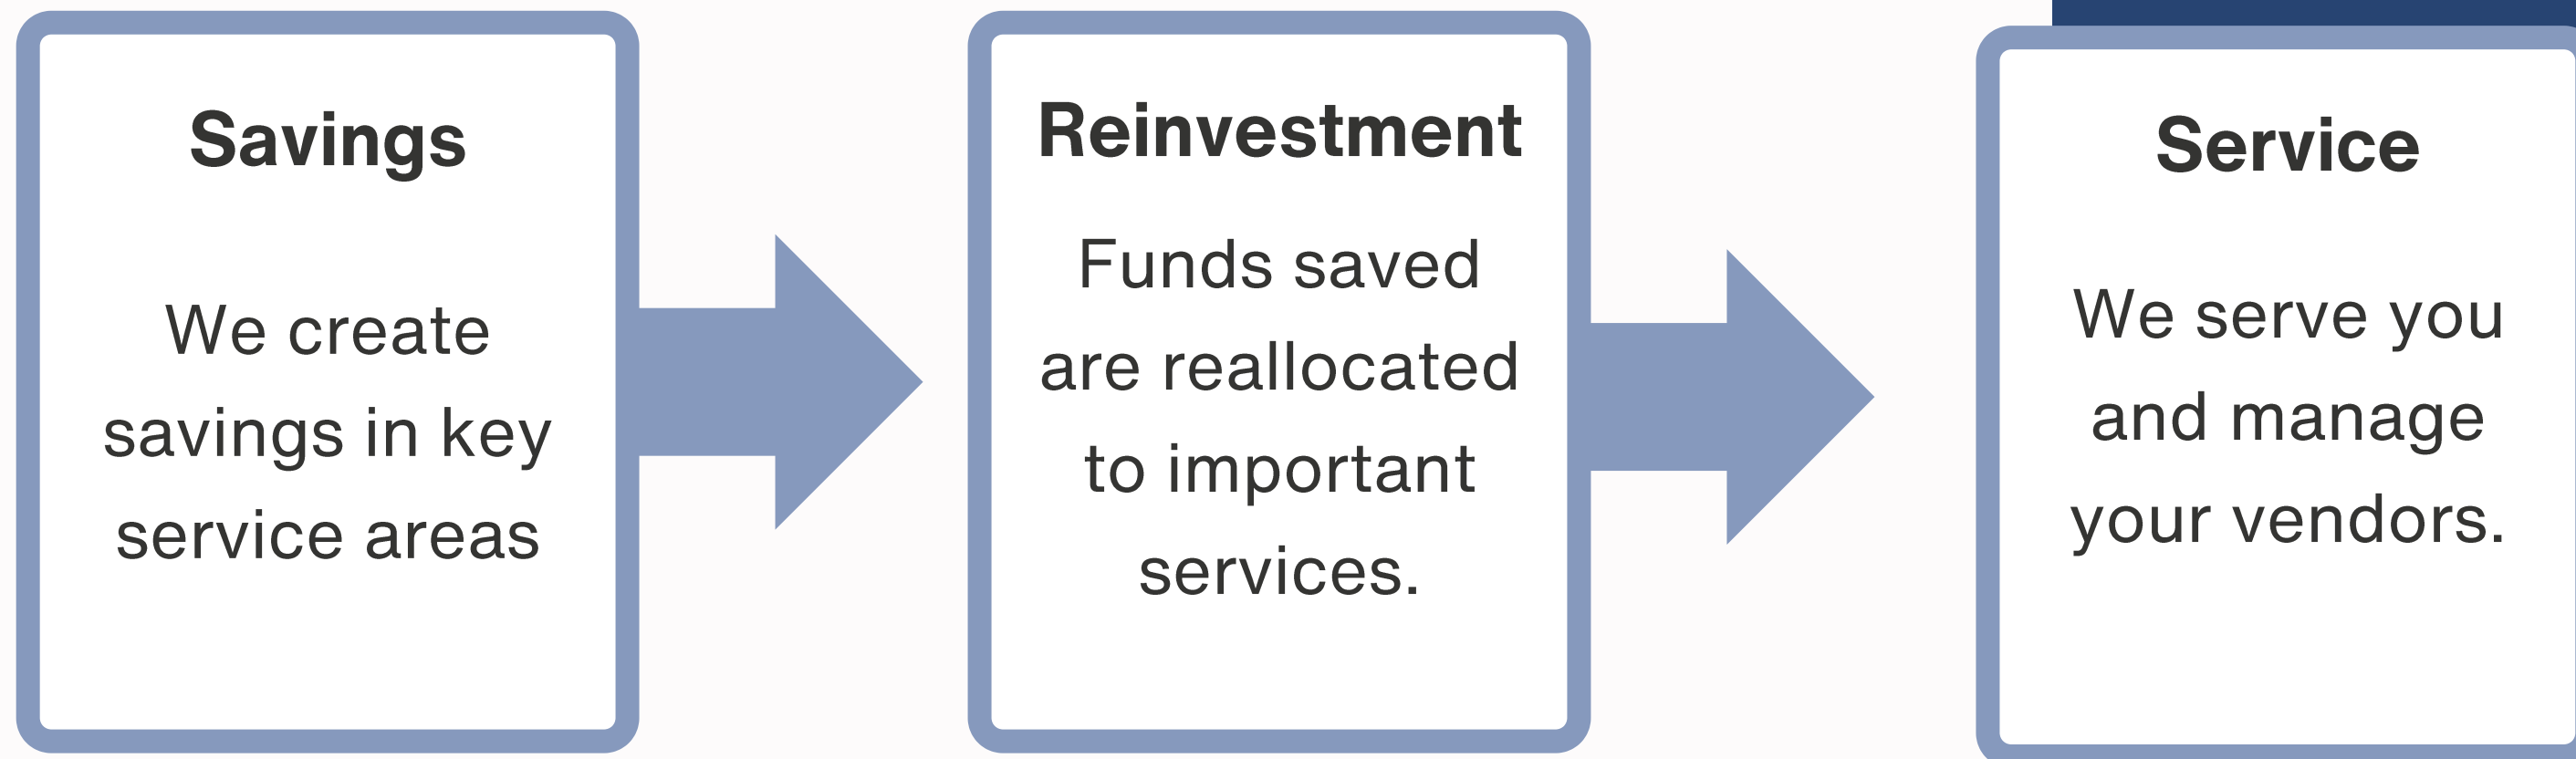 Savings
We create
savings in key
service areas
Reinvestment
Funds saved
are reallocated
to important
services.
Service
We serve you
and manage
your vendors.